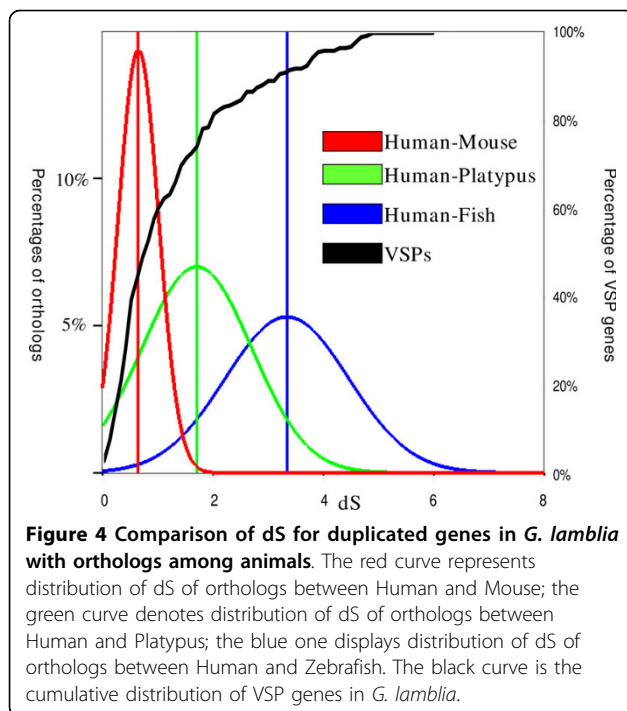 100%
80%
60%
40%
20%
0%
Percentages of orthologs
10%
5%
Percentage of VSP genes
Human-Mouse
Human-Platypus
Human-Fish
VSPs
0 2 4 6 8
dS
Figure 4 Comparison of dS for duplicated genes in G. lamblia
with orthologs among animals. The red curve represents
distribution of dS of orthologs between Human and Mouse; the
green curve denotes distribution of dS of orthologs between
Human and Platypus; the blue one displays distribution of dS of
orthologs between Human and Zebrafish. The black curve is the
cumulative distribution of VSP genes in G. lamblia.